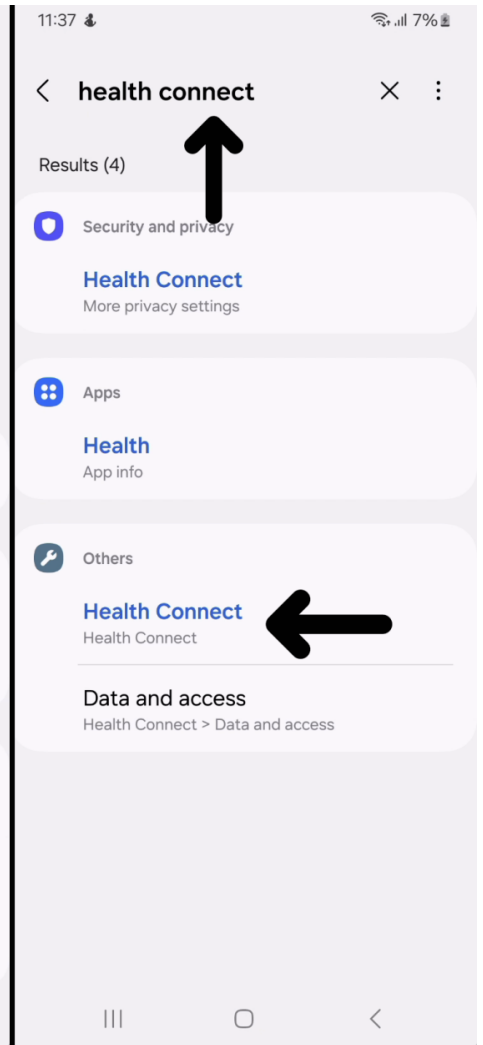 11:37 7%
health connect
Results (4)
Security and privacy
Health Connect
More privacy settings
Apps
Health
App info
Others
Health Connect
Health Connect
Data and access
Health Connect > Data and access